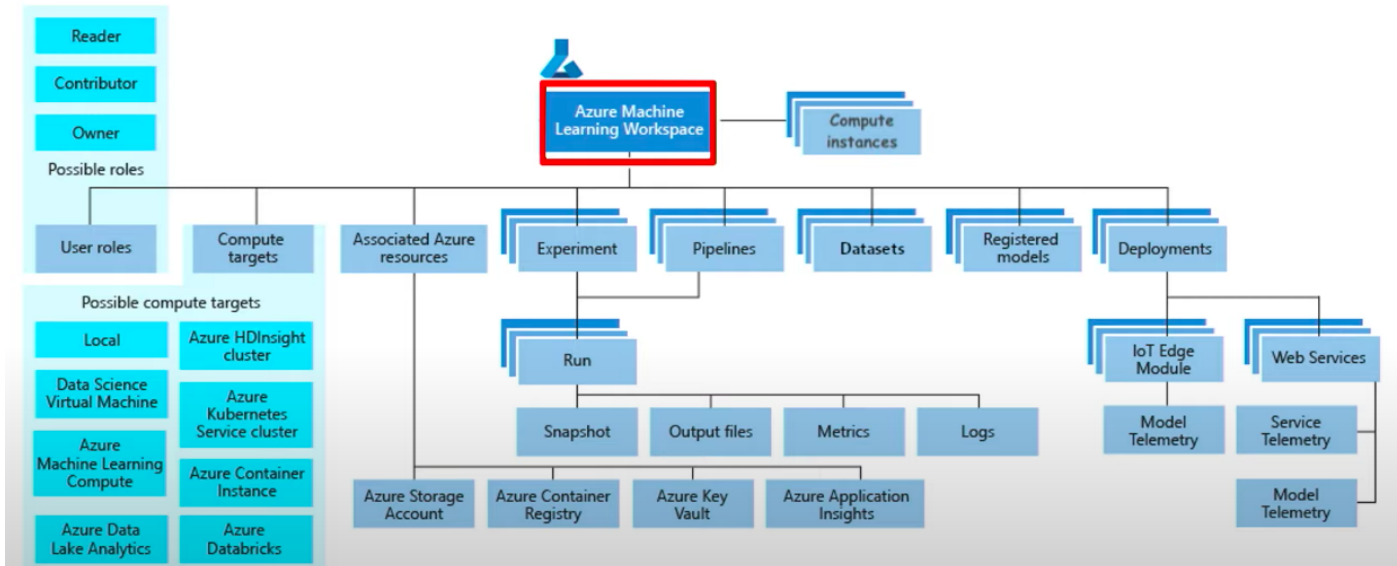 Reader
Contributor
Owner
Possible roles
Azure Machine
Learning Workspace
Compute
instances
User roles
Compute
targets
Associated Azure
resources
Experiment
Pipelines
Datasets
Registered
models
Deployments
Possible compute targets
Local
Azure HDInsight
cluster
Data Science
Virtual Machine
Azure
Kubernetes
Service cluster
Azure
Machine Learning
Compute
Azure Container
Instance
Azure Data
Lake Analytics
Azure
Databricks
Run
IoT Edge
Module
Web Services
Snapshot
Output files
Metrics
Logs
Model
Telemetry
Service
Telemetry
Azure Storage
Account
Azure Container
Registry
Azure Key
Vault
Azure Application
Insights
Model
Telemetry